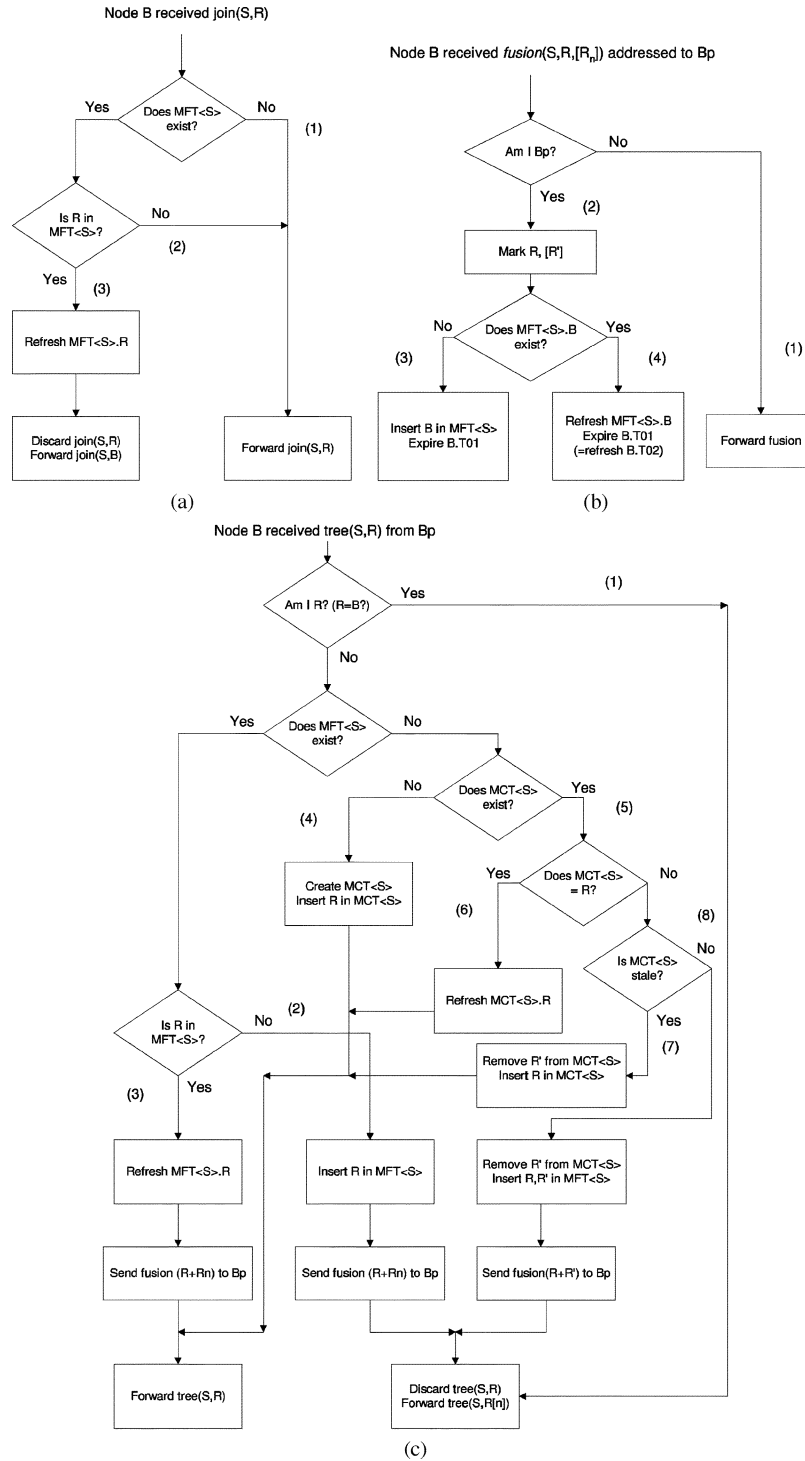 Node B received join(S,R)
Does MFT<S>
exist?
Yes
No
(1)
Is R in
MFT<S>?
No
(2)
Yes
(3)
Refresh MFT<S>.R
Discard join(S,R)
Forward join(S,B)
Forward join(S,R)
(a)
Node B received fusion(S,R,[Rn]) addressed to Bp
Am I Bp?
No
Yes
(2)
Mark R, [R']
Does MFT<S>.B
exist?
No
Yes
(3)
(4)
(1)
Insert B in MFT<S>
Expire B.T01
Refresh MFT<S>.B
Expire B.T01
(=refresh B.T02)
Forward fusion
(b)
Node B received tree(S,R) from Bp
Am I R? (R=B?)
Yes
(1)
No
Does MFT<S>
exist?
Yes
No
Does MCT<S>
exist?
No
Yes
(4)
(5)
Create MCT<S>
Insert R in MCT<S>
Does MCT<S>
= R?
Yes
No
(6)
(8)
Is MCT<S>
stale?
No
Refresh MCT<S>.R
Yes
(7)
Is R in
MFT<S>?
No
(2)
Yes
(3)
Remove R' from MCT<S>
Insert R in MCT<S>
Refresh MFT<S>.R
Insert R in MFT<S>
Remove R' from MCT<S>
Insert R,R' in MFT<S>
Send fusion (R+Rn) to Bp
Send fusion (R+Rn) to Bp
Send fusion(R+R') to Bp
Forward tree(S,R)
Discard tree(S,R)
Forward tree(S,R[n])
(c)